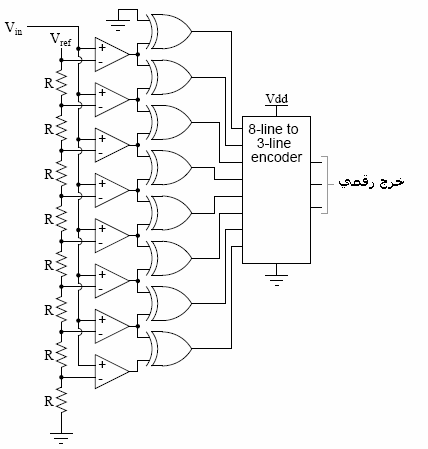 Vin
Vref
+
-
R
+
-
R
+
-
R
+
-
R
+
-
R
+
-
R
+
-
R
+
-
R
Vdd
8-line to
3-line
encoder
خرج رقمي